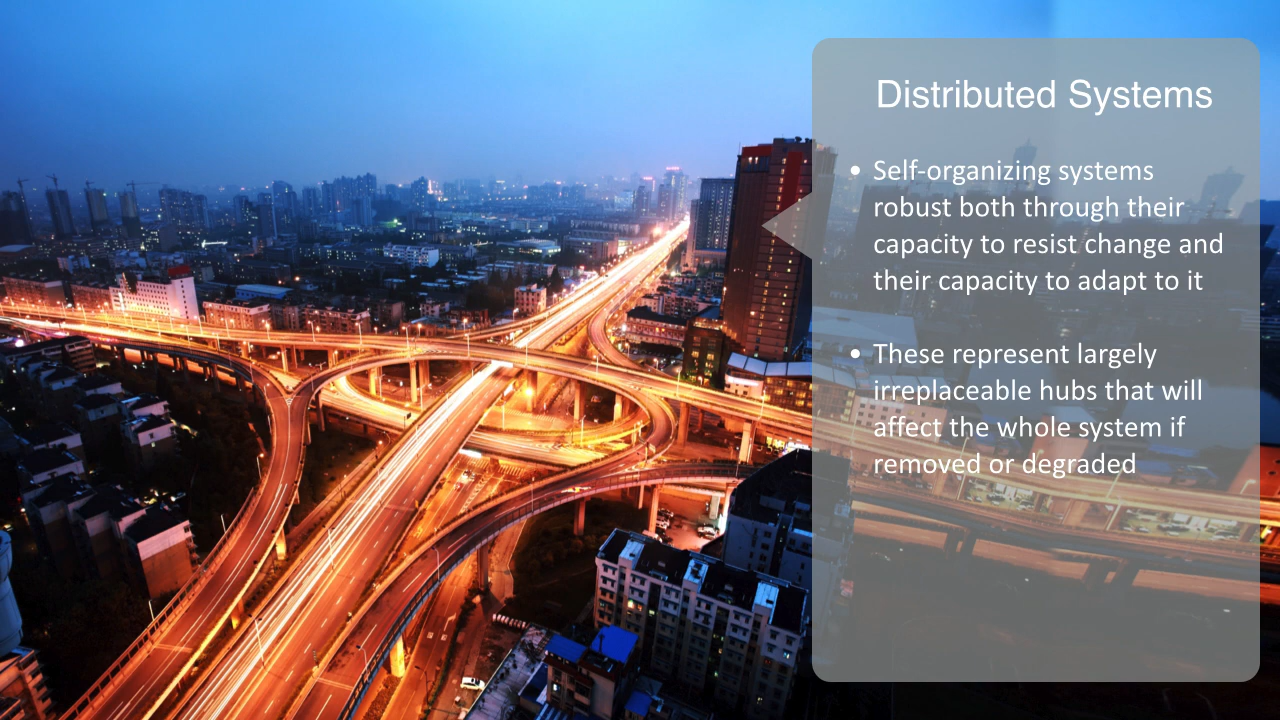 Distributed Systems
• Self-organizing systems
robust both through their
capacity to resist change and
their capacity to adapt to it
• These represent largely
irreplaceable hubs that will
affect the whole system if
removed or degraded